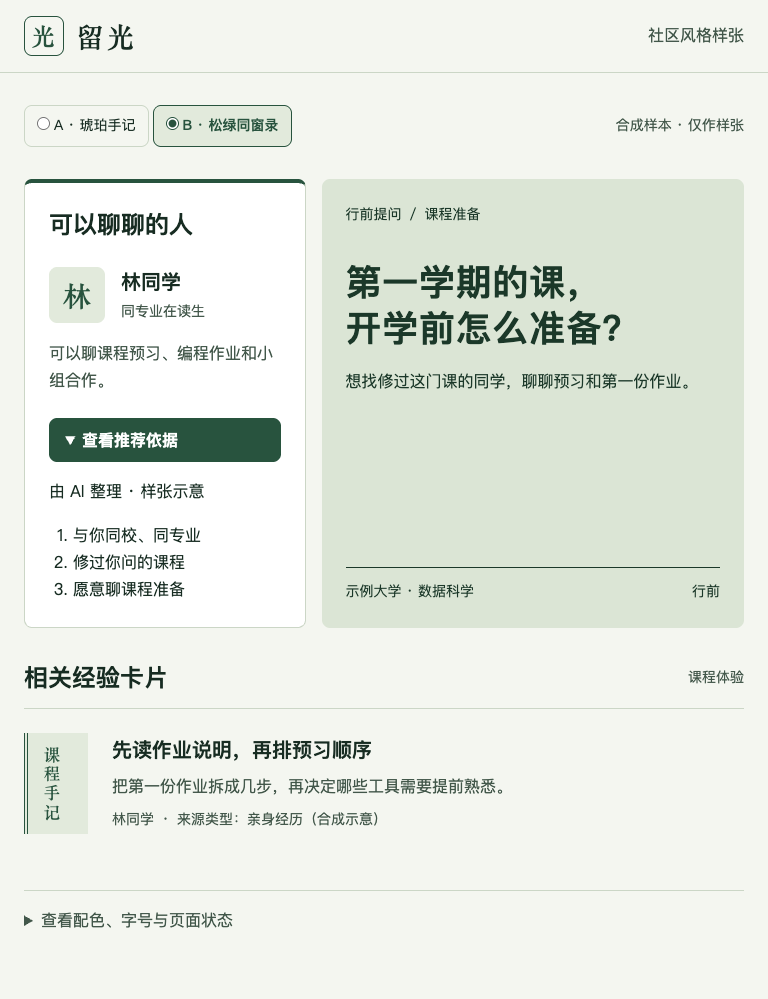 光 留光
社区风格样张
A · 琥珀手记
B · 松绿同窗录
合成样本 · 仅作样张
可以聊聊的人
林
林同学
同专业在读生
可以聊课程预习、编程作业和小
组合作。
▼ 查看推荐依据
由 AI 整理 · 样张示意
1. 与你同校、同专业
2. 修过你问的课程
3. 愿意聊课程准备
行前提问 / 课程准备
第一学期的课，
开学前怎么准备？
想找修过这门课的同学，聊聊预习和第一份作业。
示例大学 · 数据科学
行前
相关经验卡片
课程体验
课程手记
先读作业说明，再排预习顺序
把第一份作业拆成几步，再决定哪些工具需要提前熟悉。
林同学 · 来源类型：亲身经历（合成示意）
▶ 查看配色、字号与页面状态